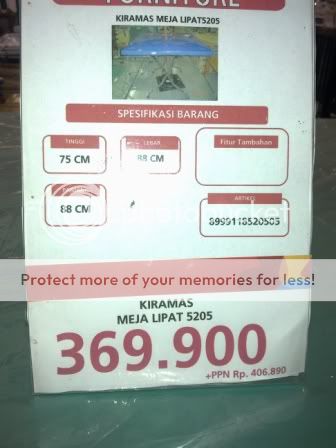 FURNITURE
KIRAMAS MEJA LIPAT5205
SPESIFIKASI BARANG
TINGGI
75 CM
LEBAR
88 CM
Fitur Tambahan
88 CM
ARTIKEL
8999118520505
Protect more of your memories for less!
KIRAMAS
MEJA LIPAT 5205
369.900
+PPN Rp. 406.890